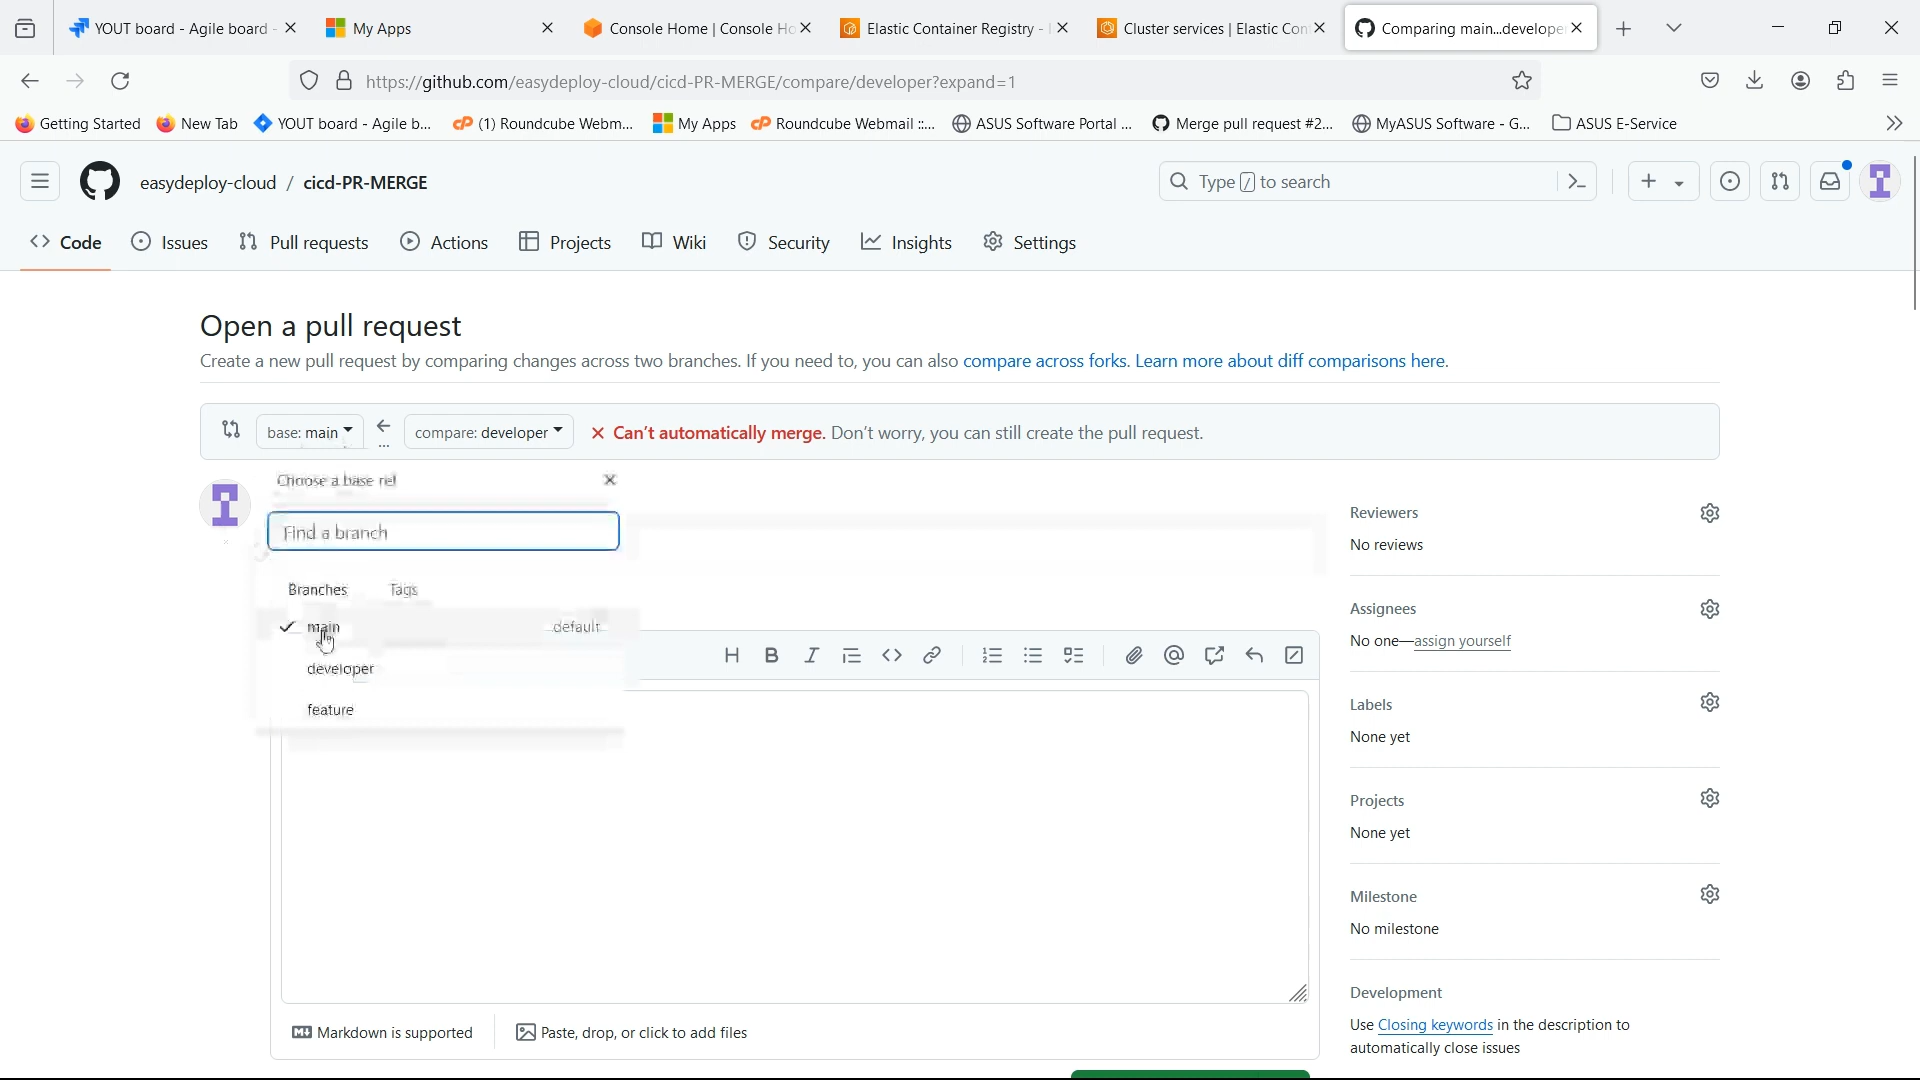 YOUT board - Agile board -
My Apps
Console Home | Console Ho
Elastic Container Registry -
Cluster services | Elastic Con
Comparing main...develope
https://github.com/easydeploy-cloud/cicd-PR-MERGE/compare/developer?expand=1
Getting Started
New Tab
YOUT board - Agile b...
(1) Roundcube Webm...
My Apps
Roundcube Webmail ::...
ASUS Software Portal ...
Merge pull request #2...
MyASUS Software - G...
ASUS E-Service
easydeploy-cloud / cicd-PR-MERGE
Type / to search
Code
Issues
Pull requests
Actions
Projects
Wiki
Security
Insights
Settings
Open a pull request
Create a new pull request by comparing changes across two branches. If you need to, you can also compare across forks. Learn more about diff comparisons here.
base: main
compare: developer
Can't automatically merge. Don't worry, you can still create the pull request.
Choose a base ref
Find a branch
Branches
Tags
main
default
developer
feature
Markdown is supported
Paste, drop, or click to add files
Reviewers
No reviews
Assignees
No one—assign yourself
Labels
None yet
Projects
None yet
Milestone
No milestone
Development
Use Closing keywords in the description to
automatically close issues